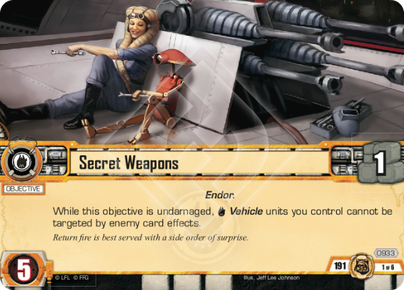 Secret Weapons
1
OBJECTIVE
Endor.
While this objective is undamaged, Vehicle units you control cannot be
targeted by enemy card effects.
Return fire is best served with a side order of surprise.
5
© LFL © FFG
Illus. Jeff Lee Johnson
191
0933
1 of 6